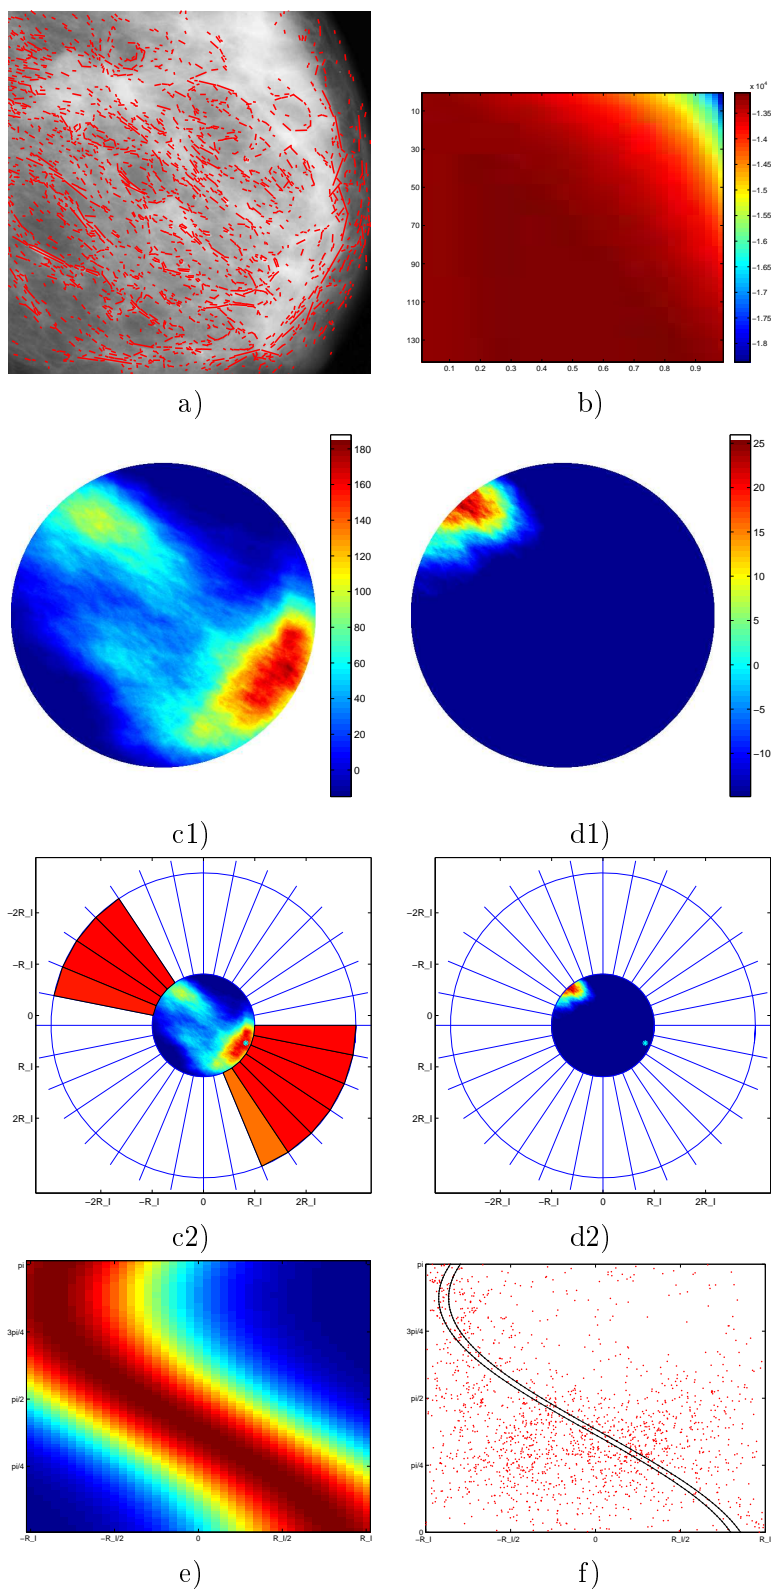 x 10⁴
10
30
50
70
90
110
130
0.1 0.2 0.3 0.4 0.5 0.6 0.7 0.8 0.9
−1.35
−1.4
−1.45
−1.5
−1.55
−1.6
−1.65
−1.7
−1.75
−1.8
a)
b)
180
160
140
120
100
80
60
40
20
0
25
20
15
10
5
0
−5
−10
c1)
d1)
−2R_I
−R_I
0
R_I
2R_I
−2R_I −R_I 0 R_I 2R_I
−2R_I
−R_I
0
R_I
2R_I
−2R_I −R_I 0 R_I 2R_I
c2)
d2)
pi
3pi/4
pi/2
pi/4
−R_I −R_I/2 0 R_I/2 R_I
pi
3pi/4
pi/2
pi/4
0
−R_I −R_I/2 0 R_I/2 R_I
e)
f)